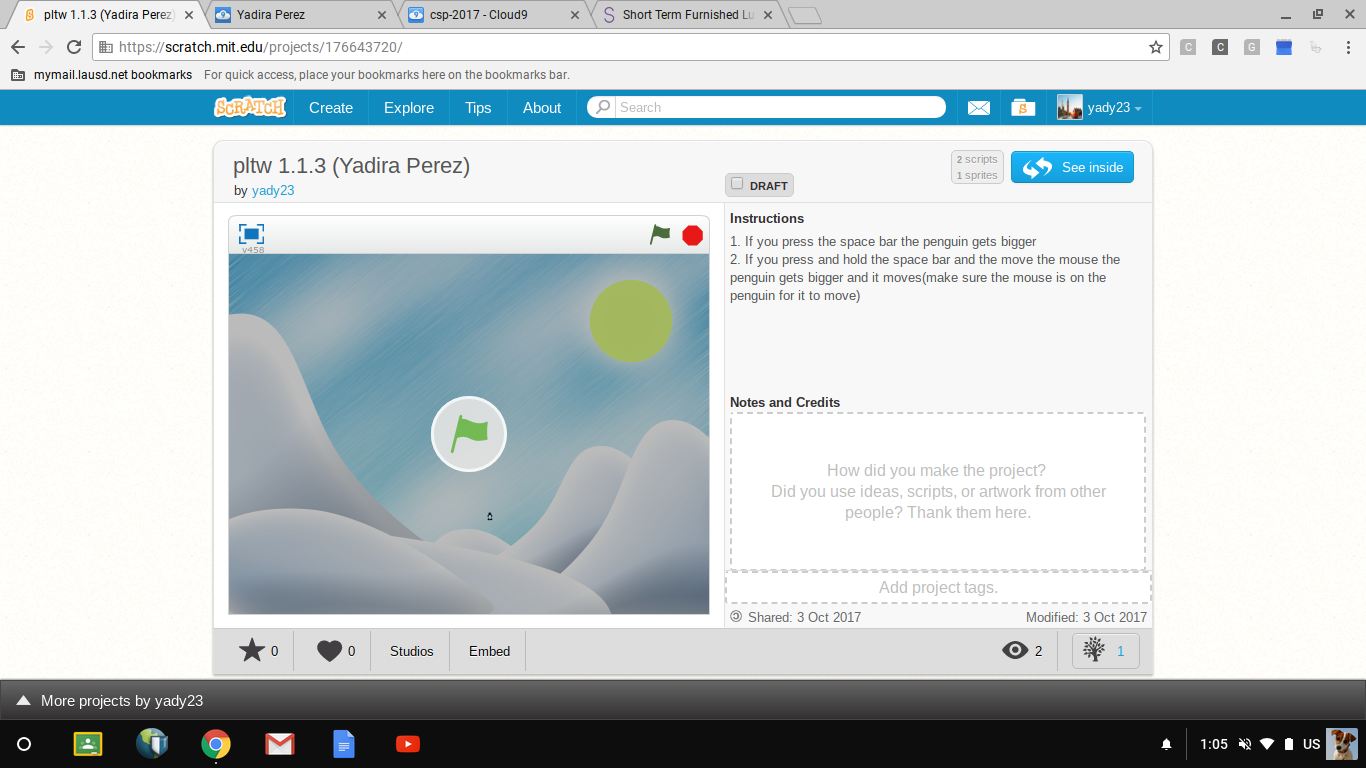 pltw 1.1.3 (Yadira Perez)
Yadira Perez
csp-2017 - Cloud9
Short Term Furnished Lu
https://scratch.mit.edu/projects/176643720/
C C G
mymail.lausd.net bookmarks For quick access, place your bookmarks here on the bookmarks bar.
SCRATCH Create Explore Tips About Search S yady23
pltw 1.1.3 (Yadira Perez)
by yady23
DRAFT
2 scripts
1 sprites
See inside
v458
Instructions
1. If you press the space bar the penguin gets bigger
2. If you press and hold the space bar and the move the mouse the
penguin gets bigger and it moves(make sure the mouse is on the
penguin for it to move)
Notes and Credits
How did you make the project?
Did you use ideas, scripts, or artwork from other
people? Thank them here.
Add project tags.
Shared: 3 Oct 2017 Modified: 3 Oct 2017
0 0 Studios Embed 2 1
More projects by yady23
1:05 US